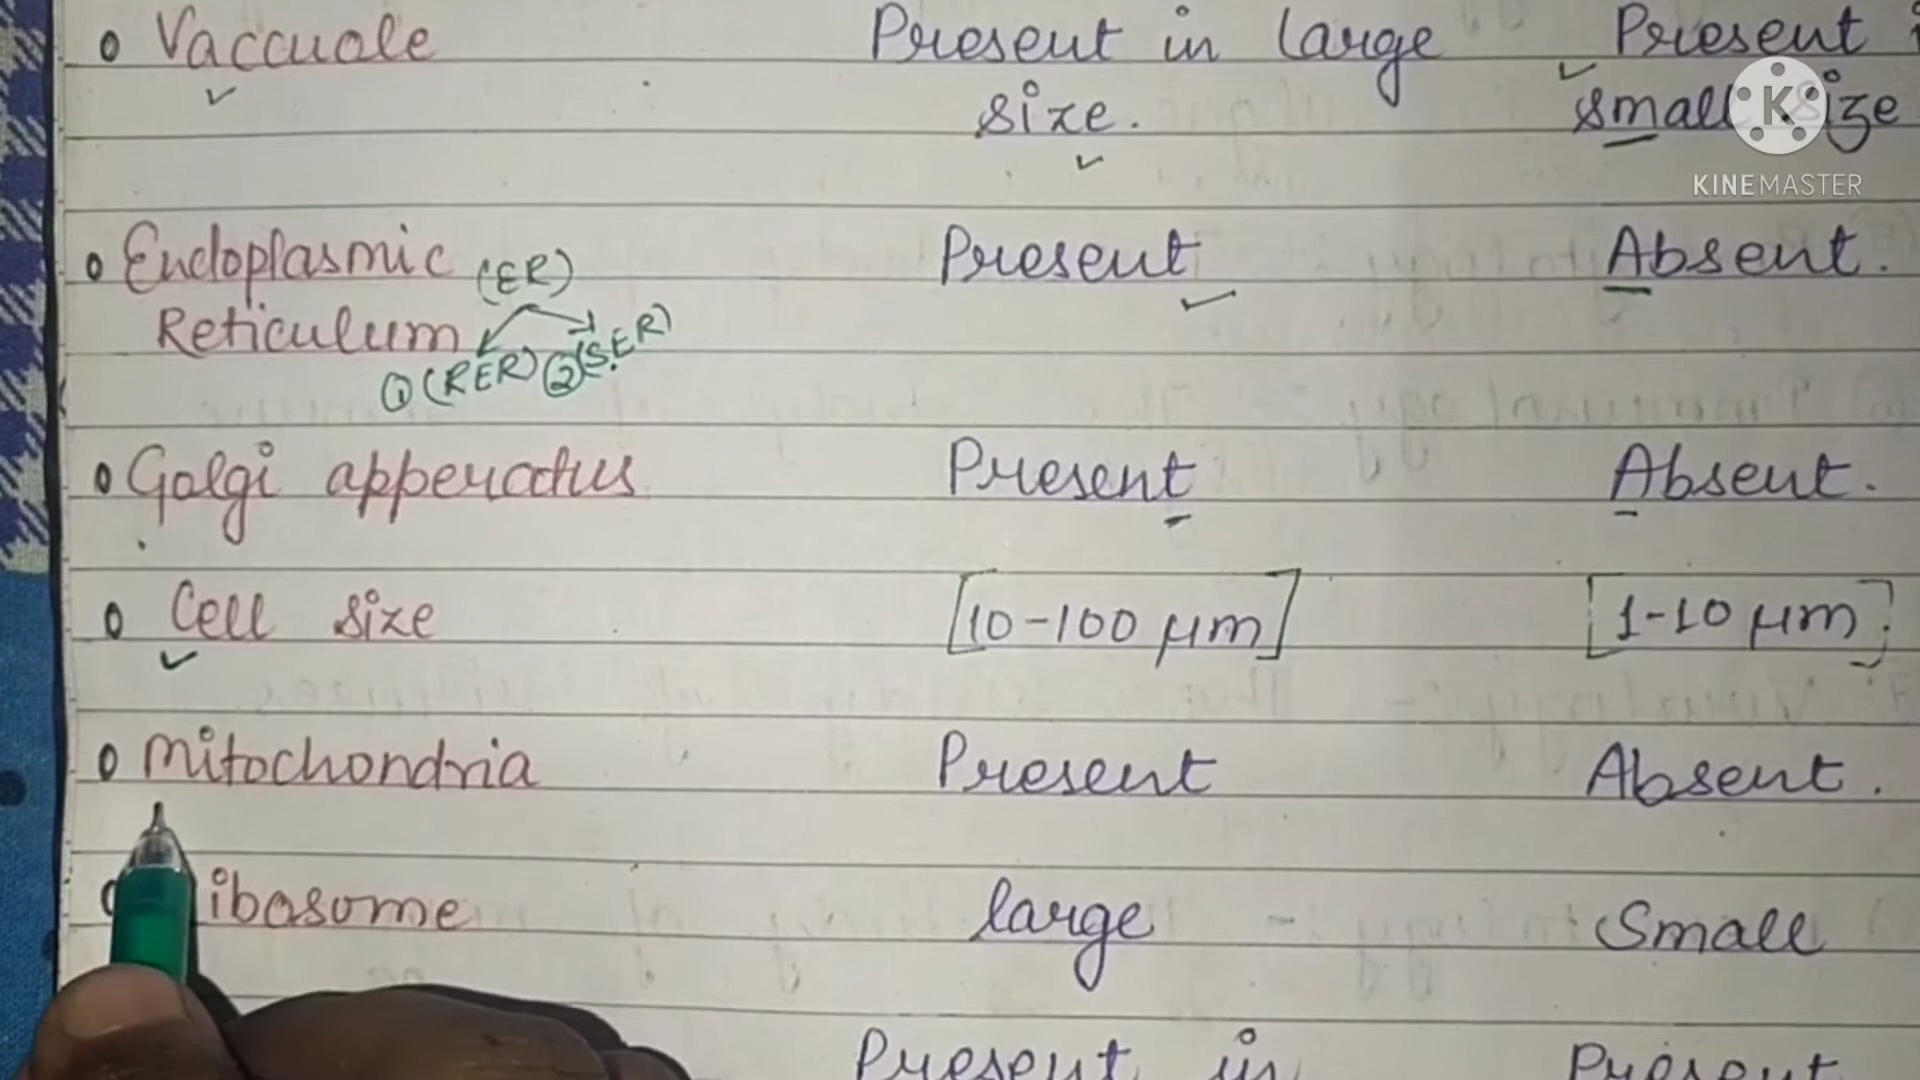 Vaccuole Present in large Present
size. small size
Endoplasmic (ER) Present Absent.
Reticulum
① (RER) ② (SER)
Golgi apperatus Present Absent.
Cell size [10-100 μm] [1-10 μm]
Mitochondria Present Absent.
ibosome large Small
Present in Present
KINEMASTER